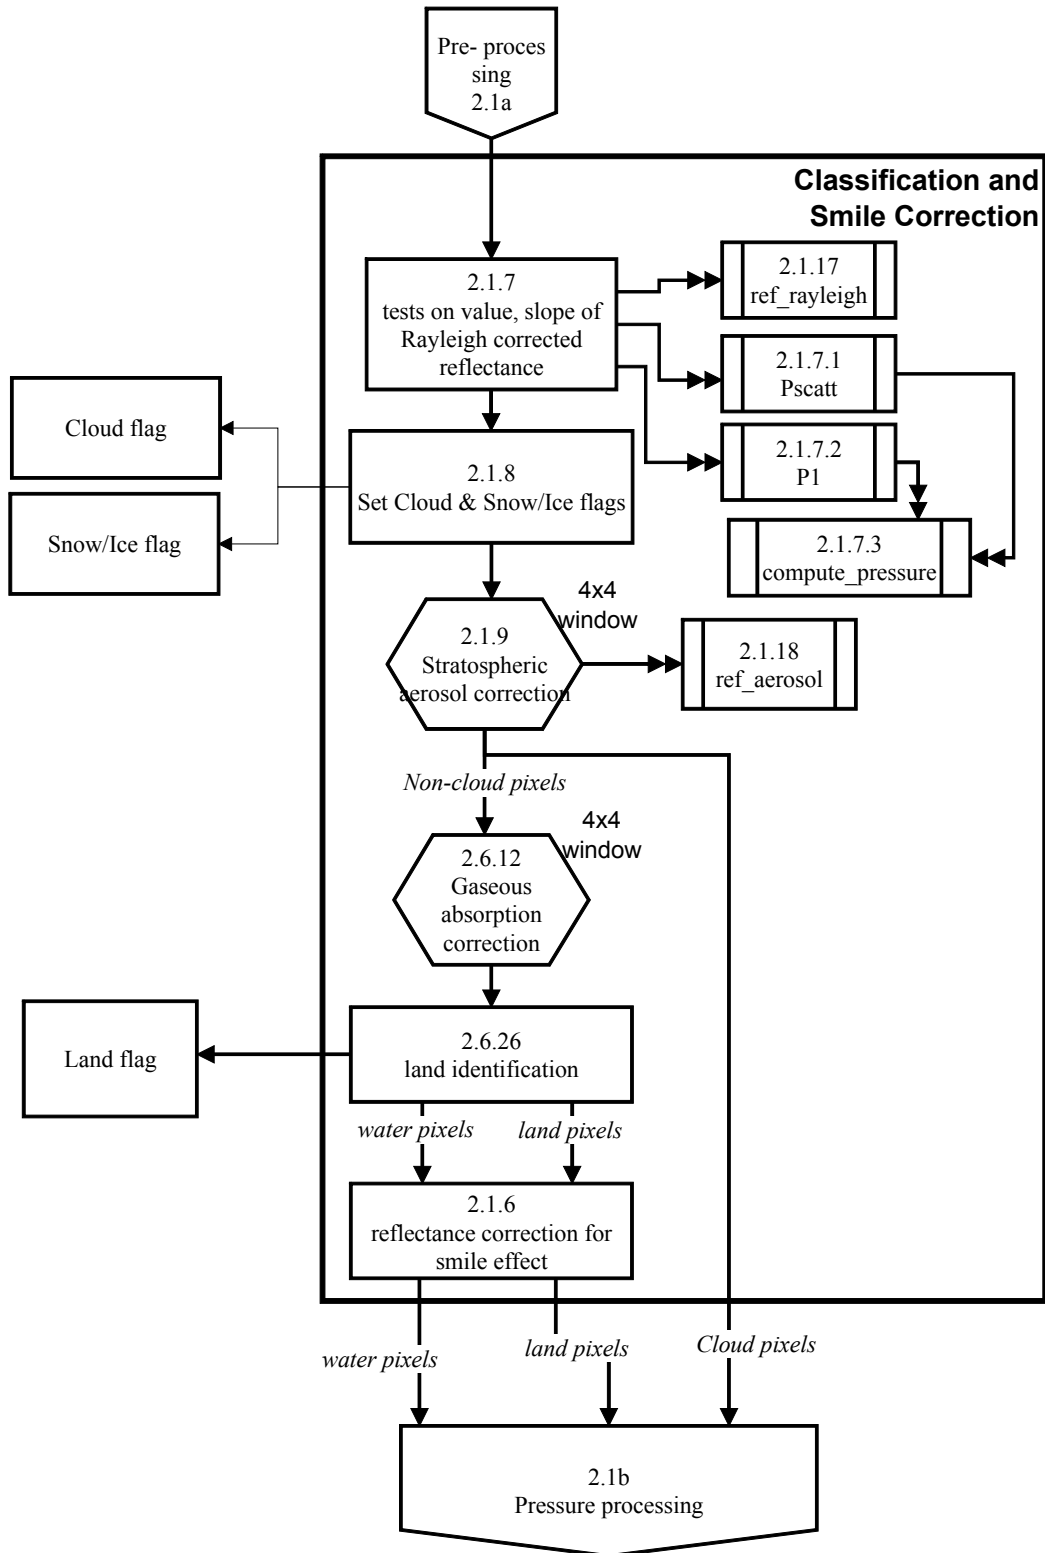 Pre- proces
sing
2.1a
Classification and
Smile Correction
2.1.7
tests on value, slope of
Rayleigh corrected
reflectance
2.1.17
ref_rayleigh
2.1.7.1
Pscatt
2.1.7.2
P1
2.1.7.3
compute_pressure
Cloud flag
Snow/Ice flag
2.1.8
Set Cloud & Snow/Ice flags
4x4
window
2.1.9
Stratospheric
aerosol correction
2.1.18
ref_aerosol
Non-cloud pixels
4x4
window
2.6.12
Gaseous
absorption
correction
Land flag
2.6.26
land identification
water pixels
land pixels
2.1.6
reflectance correction for
smile effect
water pixels
land pixels
Cloud pixels
2.1b
Pressure processing